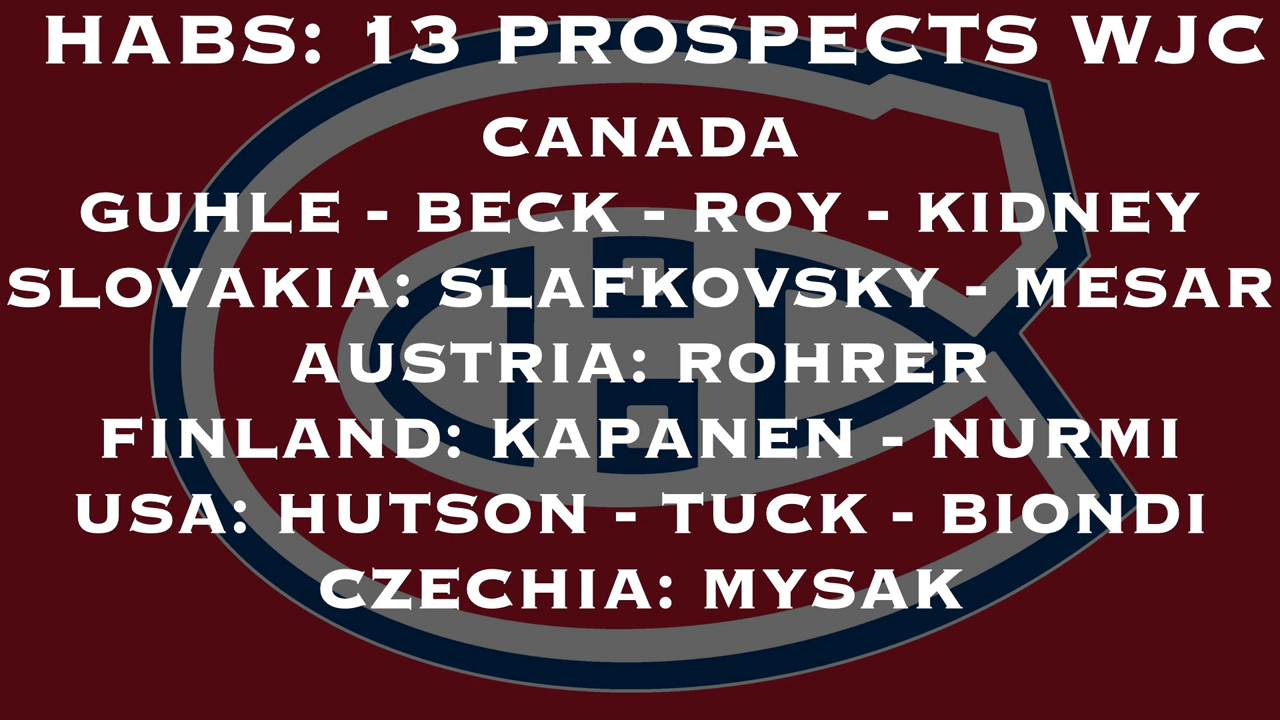 HABS: 13 PROSPECTS WJC
CANADA
GUHLE - BECK - ROY - KIDNEY
SLOVAKIA: SLAFKOVSKY - MESAR
AUSTRIA: ROHRER
FINLAND: KAPANEN - NURMI
USA: HUTSON - TUCK - BIONDI
CZECHIA: MYSAK